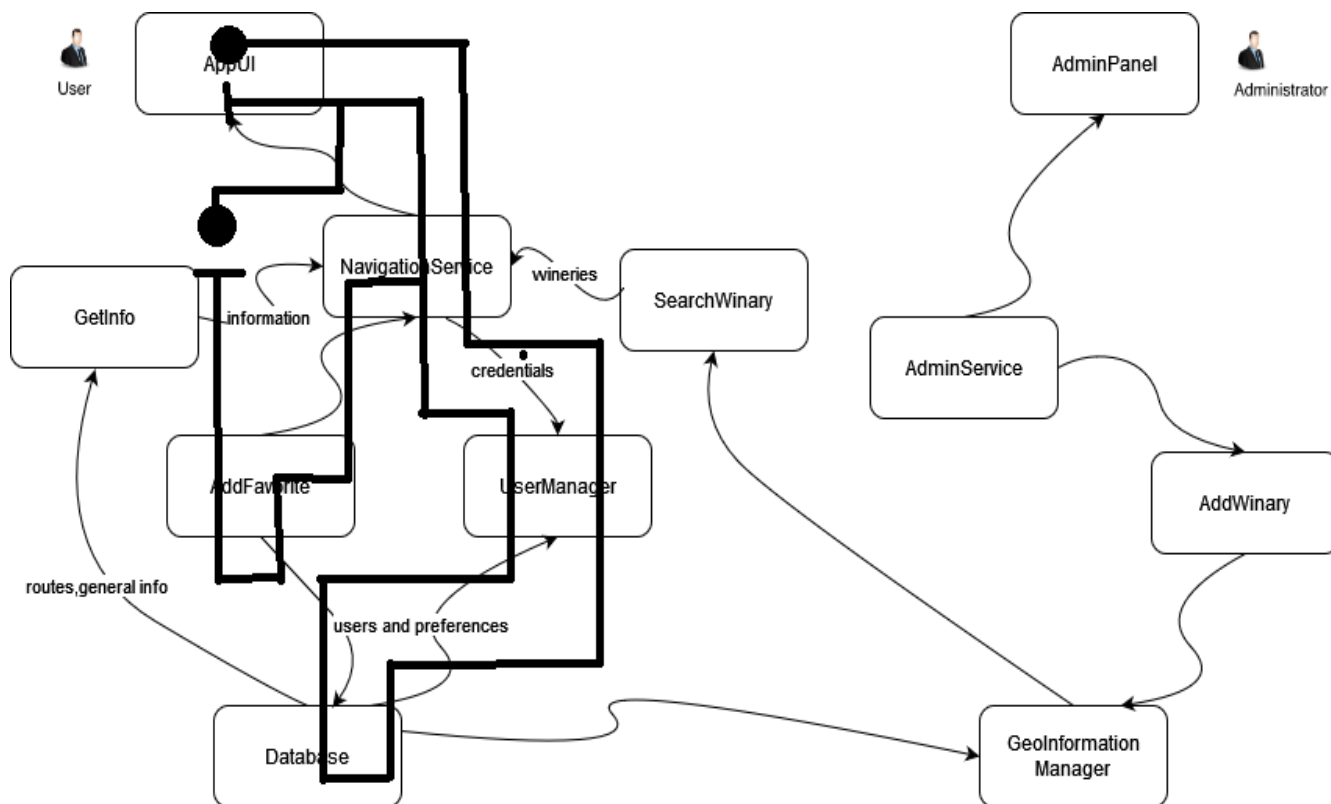 AppUI
User
AdminPanel
Administrator
NavigationService
wineries
SearchWinary
GetInfo
information
AdminService
credentials
AddFavorite
UserManager
AddWinary
routes,general info
users and preferences
Database
GeoInformation
Manager